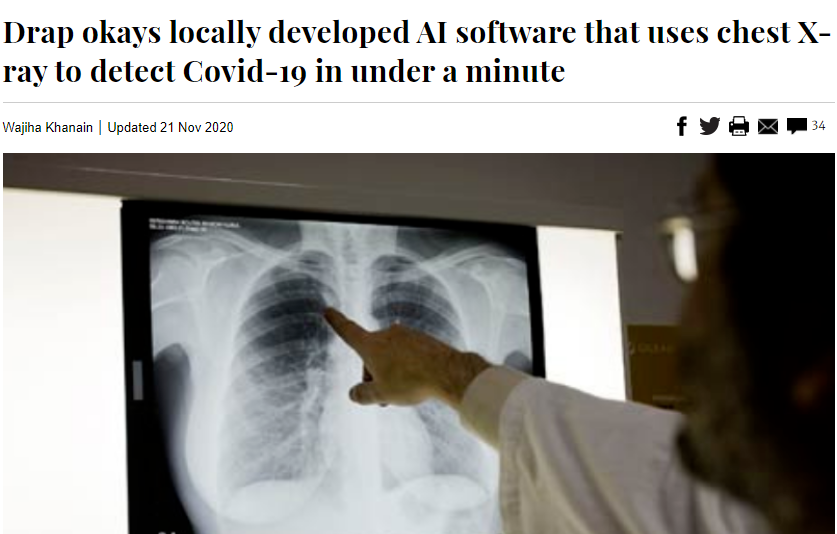 Drap okays locally developed AI software that uses chest X-
ray to detect Covid-19 in under a minute
Wajiha Khanain | Updated 21 Nov 2020
34